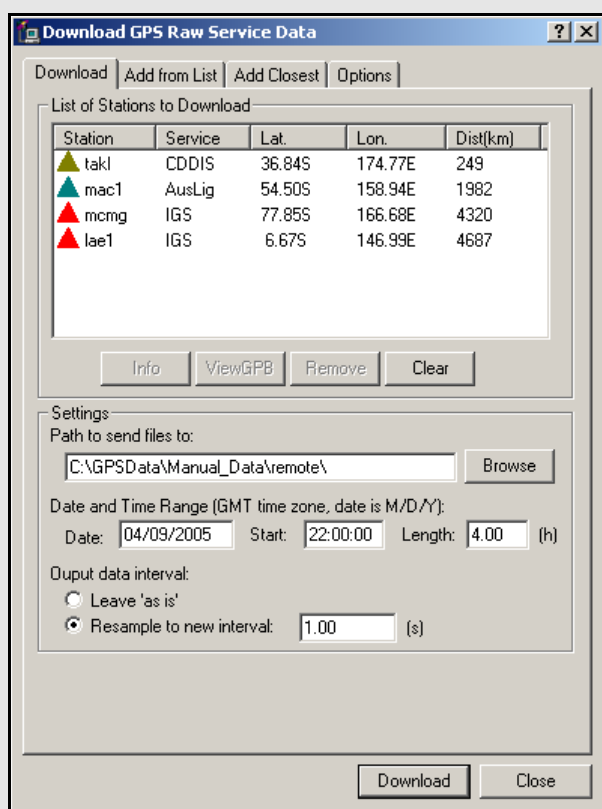 Download GPS Raw Service Data
Download Add from List Add Closest Options
List of Stations to Download
Station Service Lat. Lon. Dist(km)
takl CDDIS 36.84S 174.77E 249
mac1 AusLig 54.50S 158.94E 1982
mcmg IGS 77.85S 166.68E 4320
lae1 IGS 6.67S 146.99E 4687
Info ViewGPB Remove Clear
Settings
Path to send files to:
C:\GPSData\Manual_Data\remote\ Browse
Date and Time Range (GMT time zone, date is M/D/Y):
Date: 04/09/2005 Start: 22:00:00 Length: 4.00 (h)
Ouput data interval:
Leave 'as is'
Resample to new interval: 1.00 (s)
Download Close